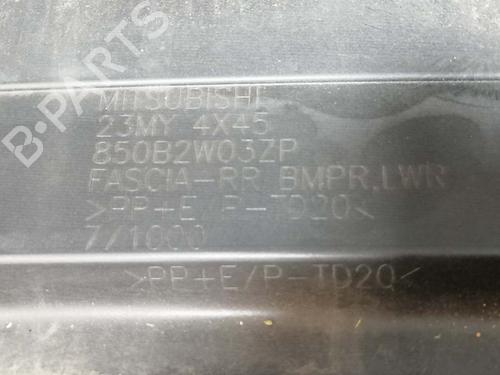 B-PARTS
MITSUBISHI
23MY 4X45
850B2W03ZP
FASCIA-RR BMPR,LWR
>PP+E/P-TD20<
7/1000
>PP+E/P-TD20<